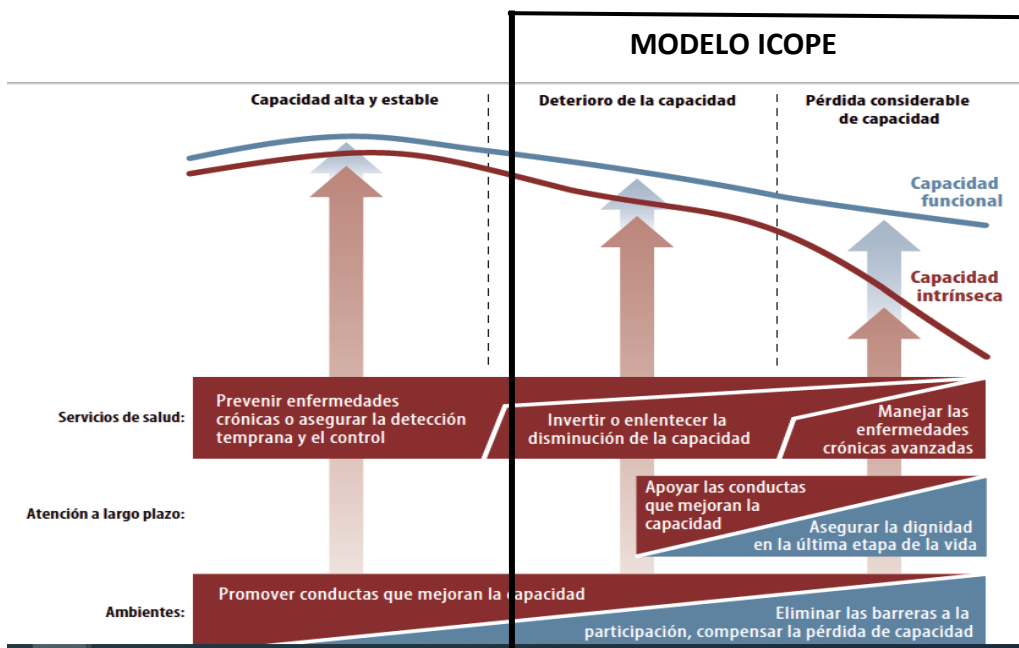 MODELO ICOPE
Capacidad alta y estable
Deterioro de la capacidad
Pérdida considerable
de capacidad
Capacidad
funcional
Capacidad
intrínseca
Servicios de salud:
Prevenir enfermedades
crónicas o asegurar la detección
temprana y el control
Invertir o enlentecer la
disminución de la capacidad
Manejar las
enfermedades
crónicas avanzadas
Atención a largo plazo:
Apoyar las conductas
que mejoran la
capacidad
Asegurar la dignidad
en la última etapa de la vida
Ambientes:
Promover conductas que mejoran la capacidad
Eliminar las barreras a la
participación, compensar la pérdida de capacidad